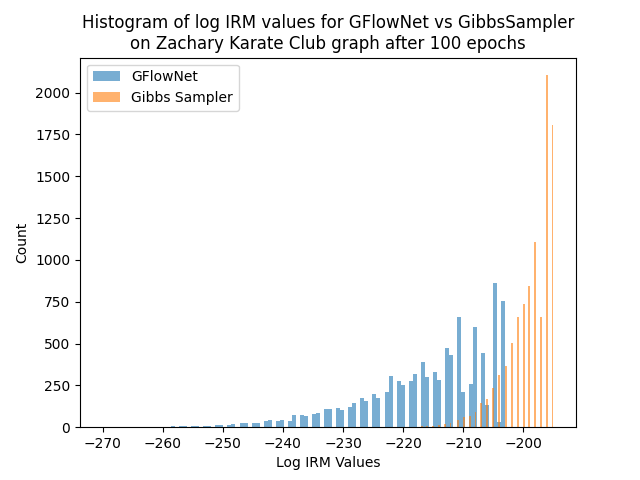 Histogram of log IRM values for GFlowNet vs GibbsSampler
on Zachary Karate Club graph after 100 epochs
GFlowNet
Gibbs Sampler
2000
1750
1500
1250
1000
750
500
250
0
Count
−270 −260 −250 −240 −230 −220 −210 −200
Log IRM Values